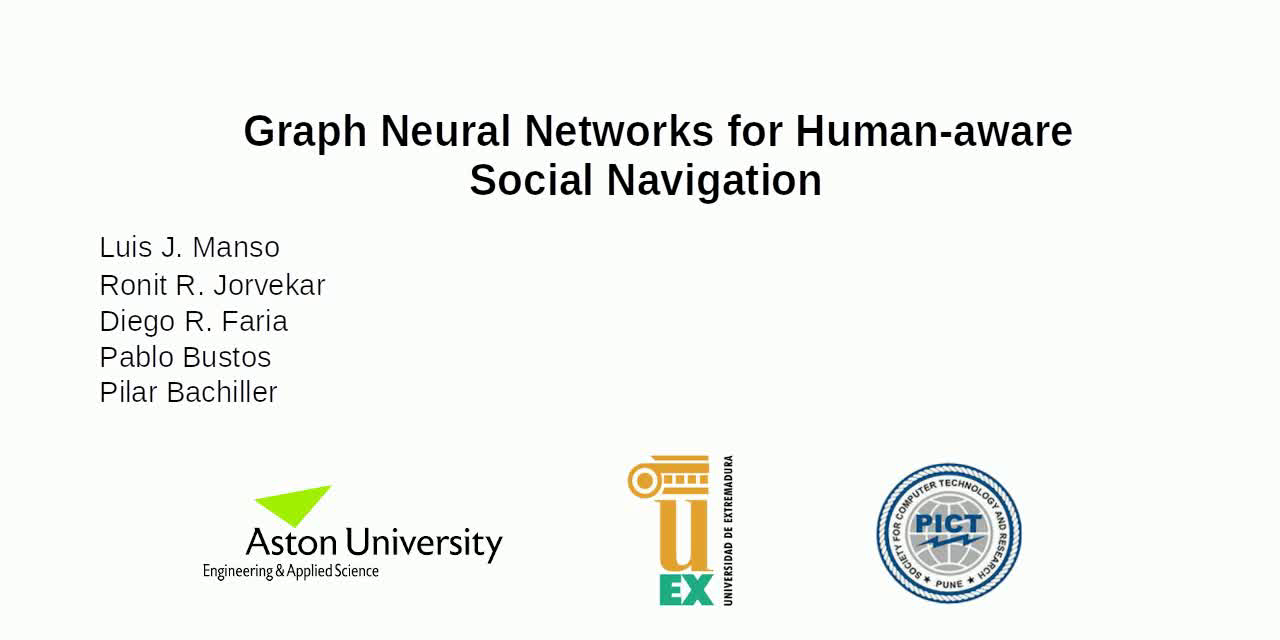 Graph Neural Networks for Human-aware
Social Navigation
Luis J. Manso
Ronit R. Jorvekar
Diego R. Faria
Pablo Bustos
Pilar Bachiller
Aston University
Engineering & Applied Science
u
EX
UNIVERSIDAD DE EXTREMADURA
SOCIETY FOR COMPUTER TECHNOLOGY AND RESEARCH
PICT
★ PUNE ★